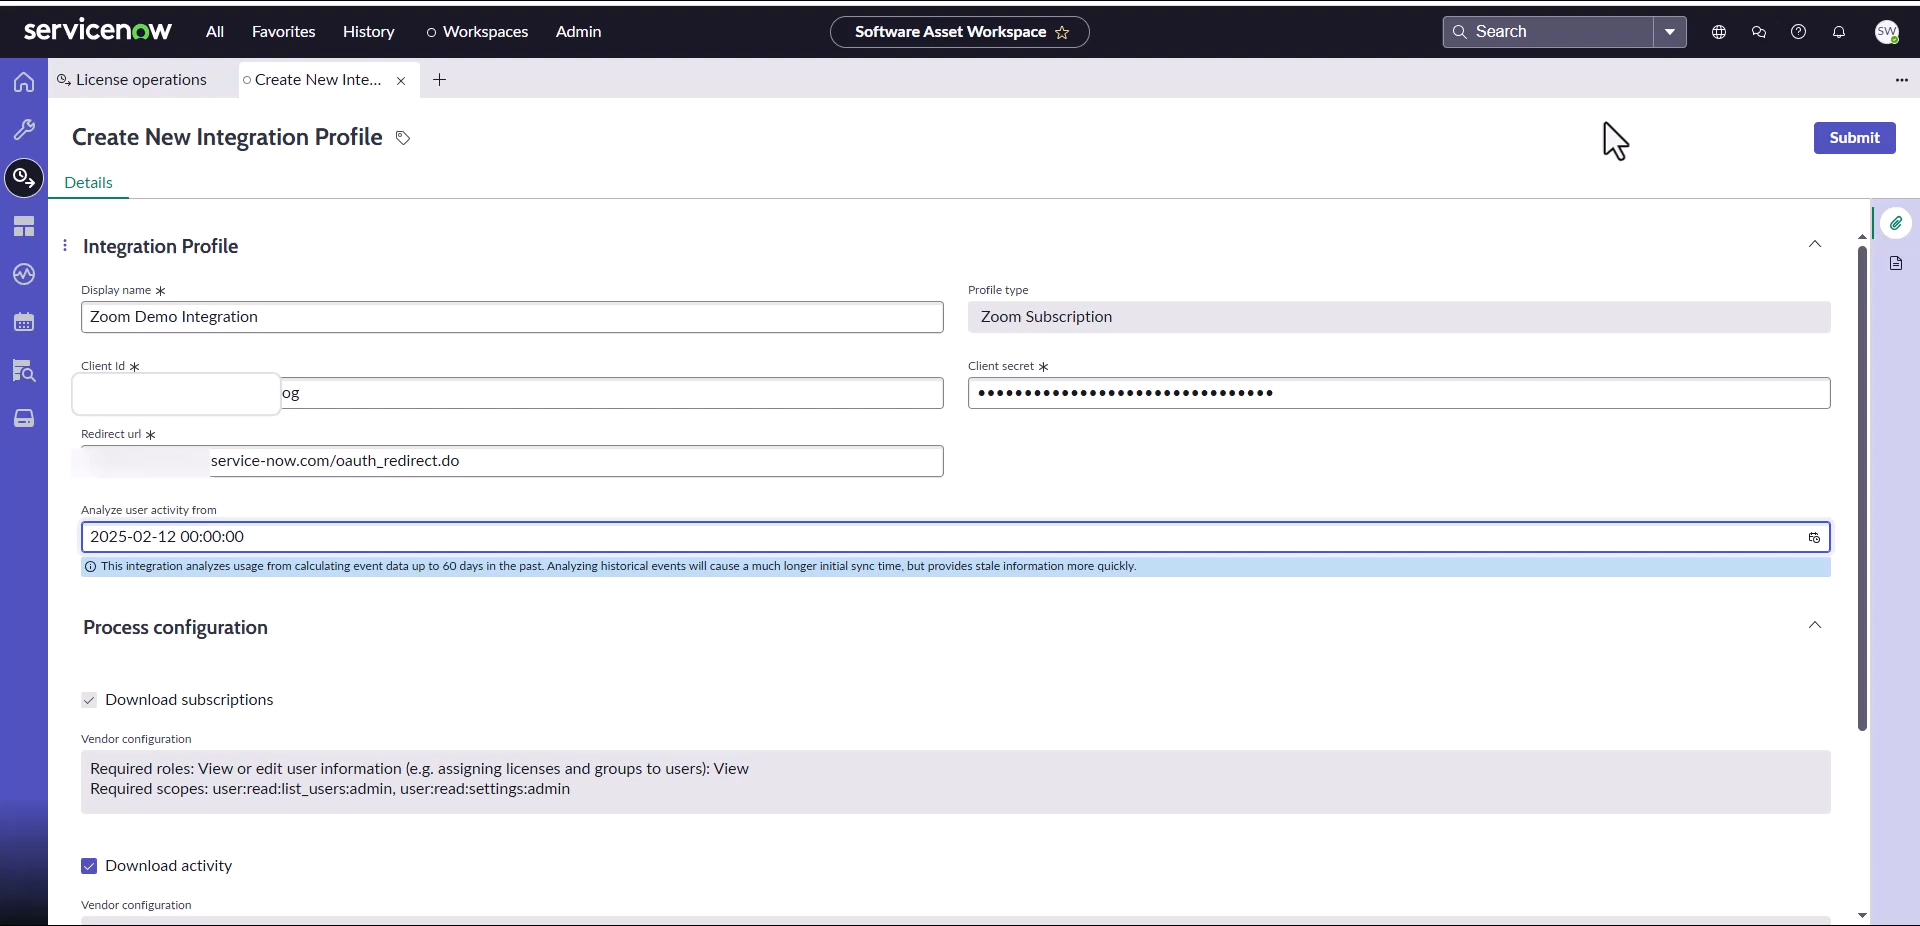 servicenow
All Favorites History Workspaces Admin
Software Asset Workspace
Search
SW
License operations
Create New Inte...
Create New Integration Profile
Submit
Details
Integration Profile
Display name *
Profile type
Zoom Demo Integration
Zoom Subscription
Client Id *
Client secret *
og
••••••••••••••••••••••••••••••••
Redirect url *
service-now.com/oauth_redirect.do
Analyze user activity from
2025-02-12 00:00:00
This integration analyzes usage from calculating event data up to 60 days in the past. Analyzing historical events will cause a much longer initial sync time, but provides stale information more quickly.
Process configuration
Download subscriptions
Vendor configuration
Required roles: View or edit user information (e.g. assigning licenses and groups to users): View
Required scopes: user:read:list_users:admin, user:read:settings:admin
Download activity
Vendor configuration